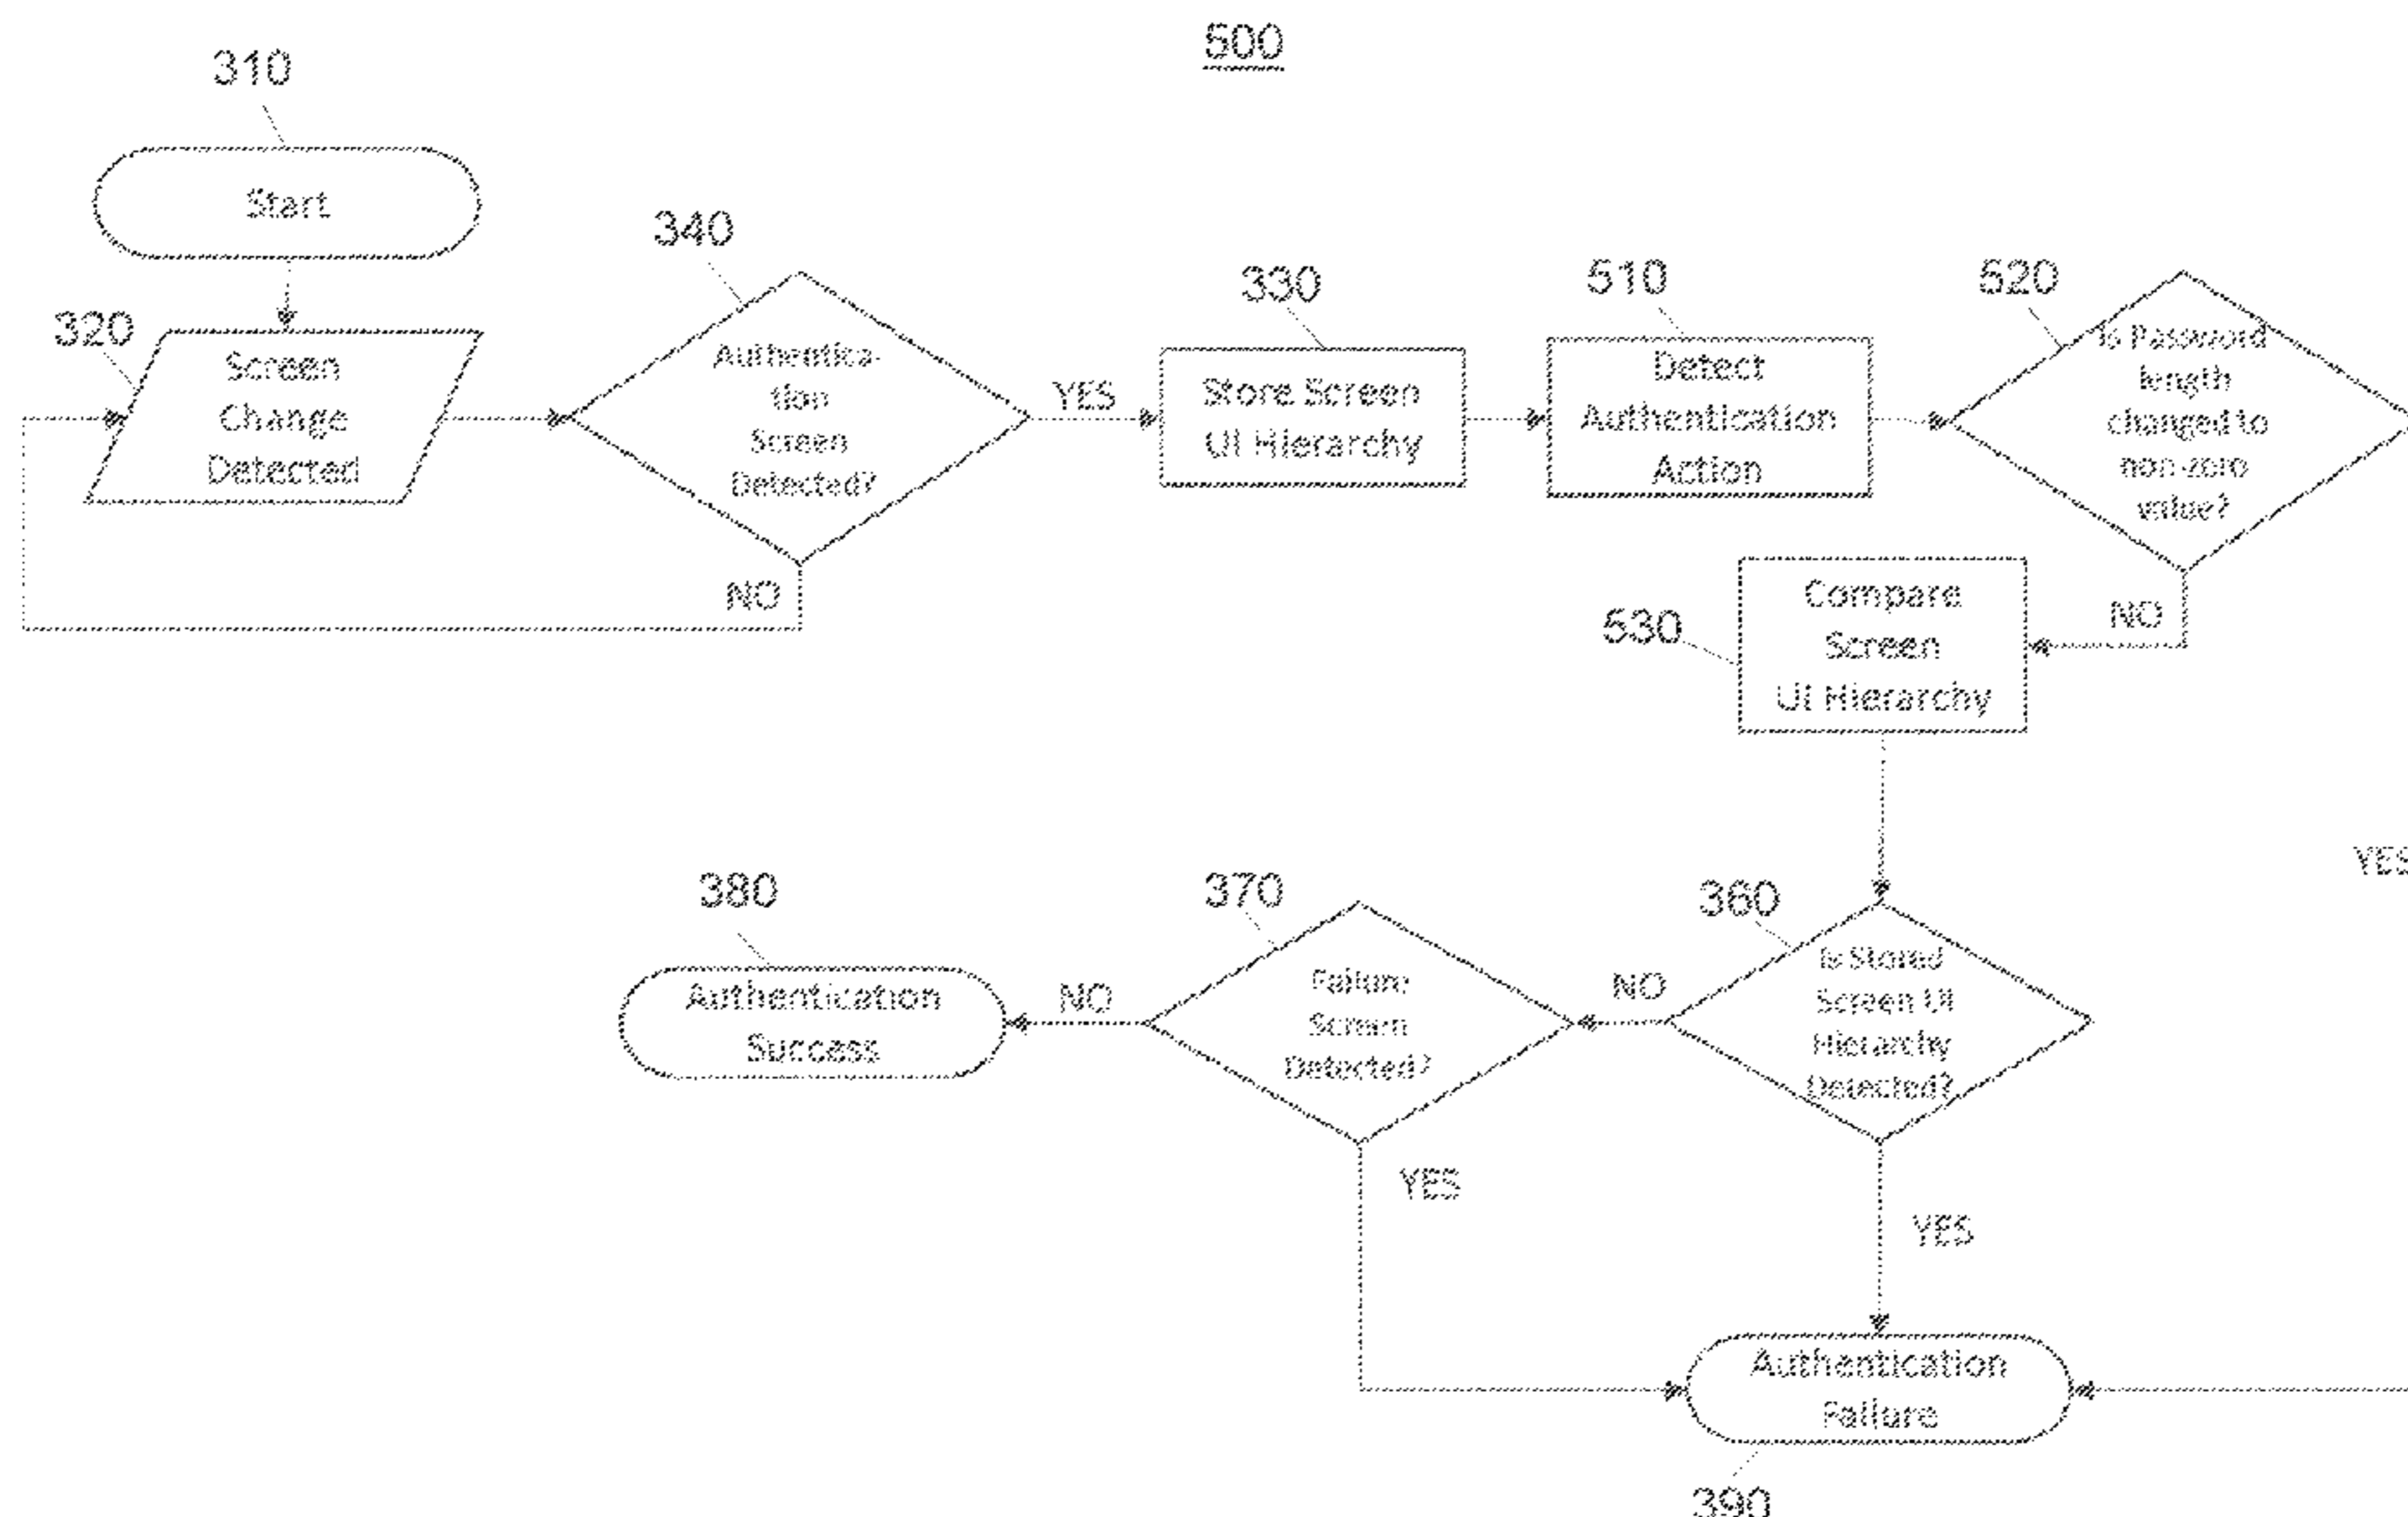 500
310
Start
320
Screen
Change
Detected
340
Authentica-
tion
Screen
Detected?
NO
YES
330
Store Screen
UI Hierarchy
510
Detect
Authentication
Action
520
Is Password
length
changed to
non-zero
value?
NO
YES
530
Compare
Screen
UI Hierarchy
360
Is Stored
Screen UI
Hierarchy
Detected?
NO
YES
370
Failure
Screen
Detected?
NO
YES
380
Authentication
Success
Authentication
Failure
390